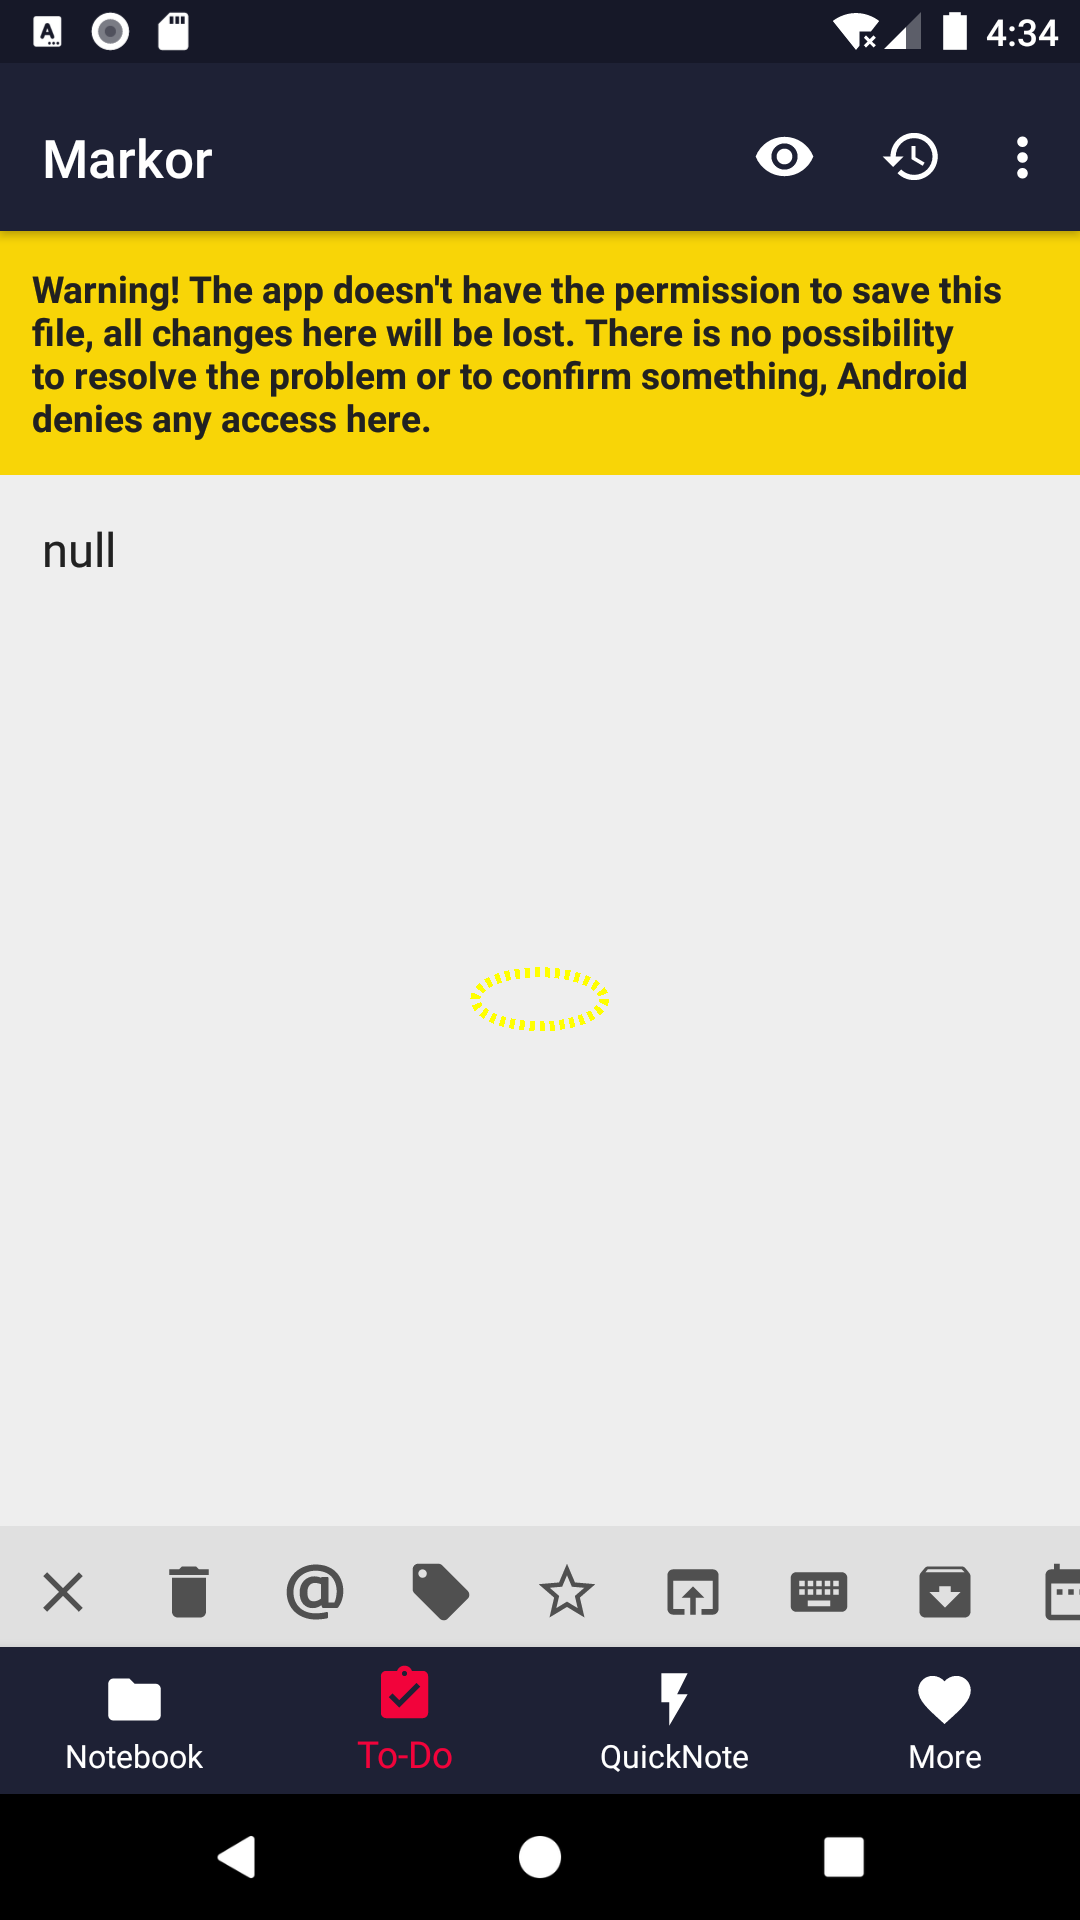 4:34
Markor
Warning! The app doesn't have the permission to save this
file, all changes here will be lost. There is no possibility
to resolve the problem or to confirm something, Android
denies any access here.
null
Notebook
To-Do
QuickNote
More